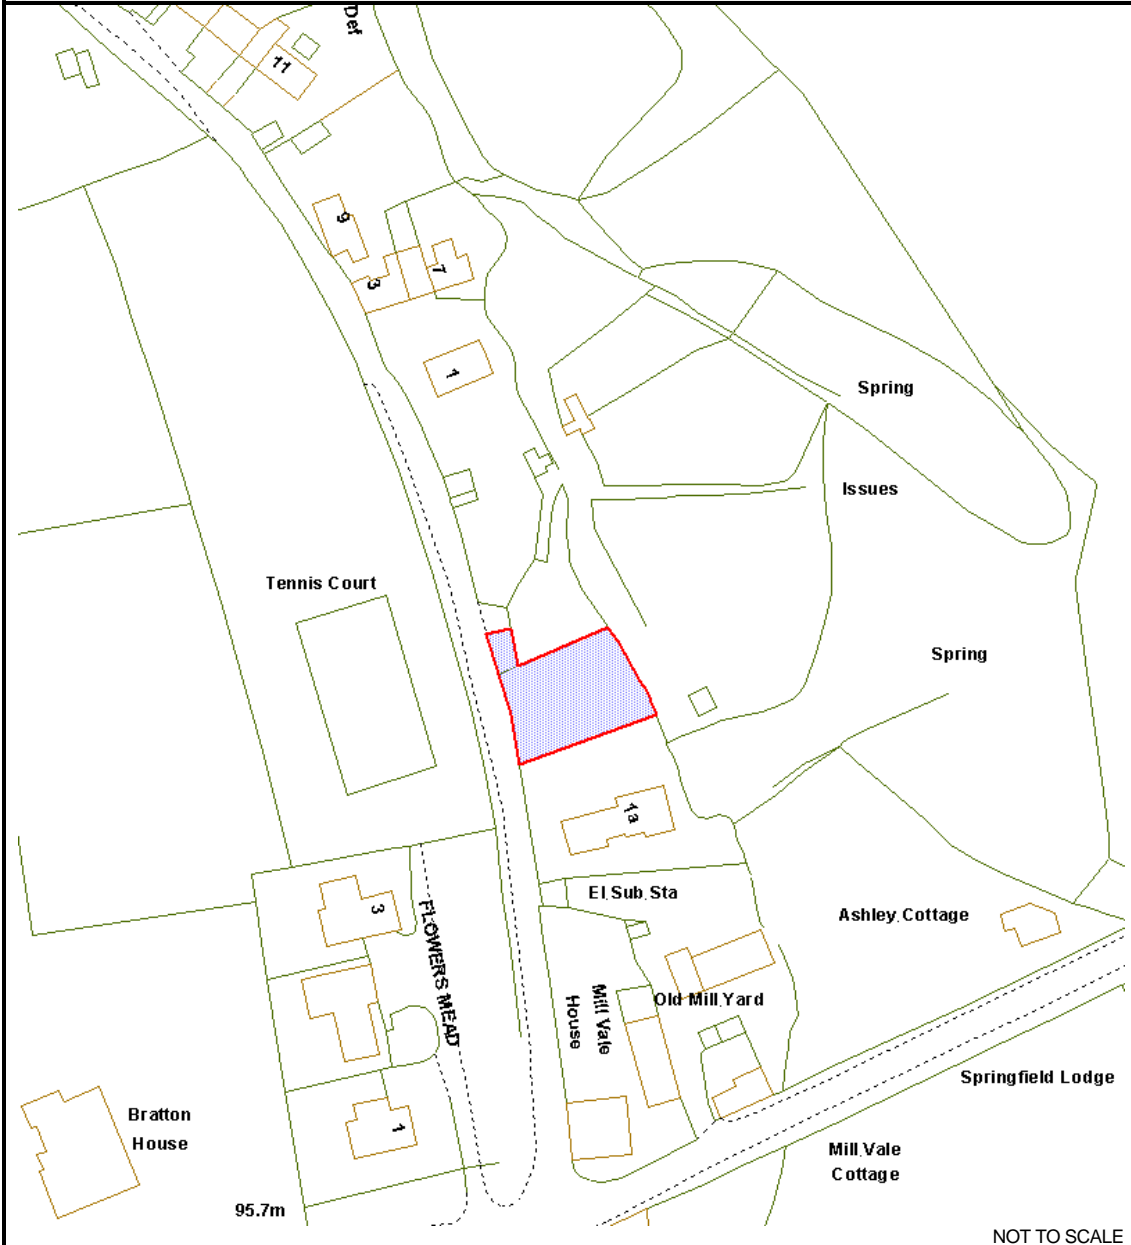 Def
11
9
7
3
1
Spring
Issues
Tennis Court
Spring
1a
El Sub Sta
3
FLOWERS MEAD
Ashley Cottage
Mill Vale
House
Old Mill Yard
Springfield Lodge
Bratton
House
1
Mill Vale
Cottage
95.7m
NOT TO SCALE